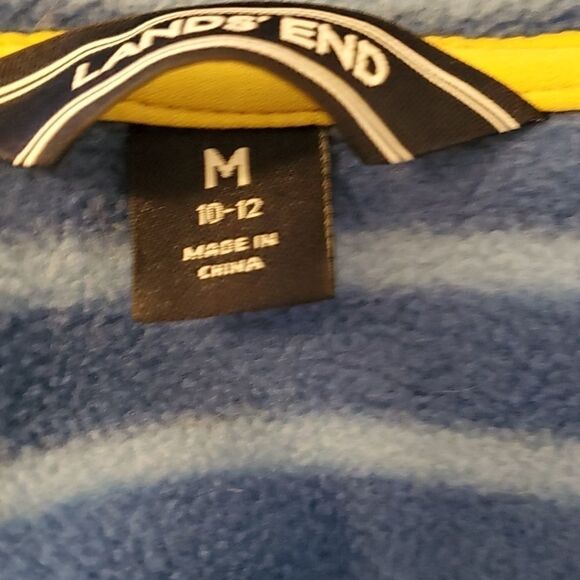 LANDS' END
M
10-12
MADE IN
CHINA